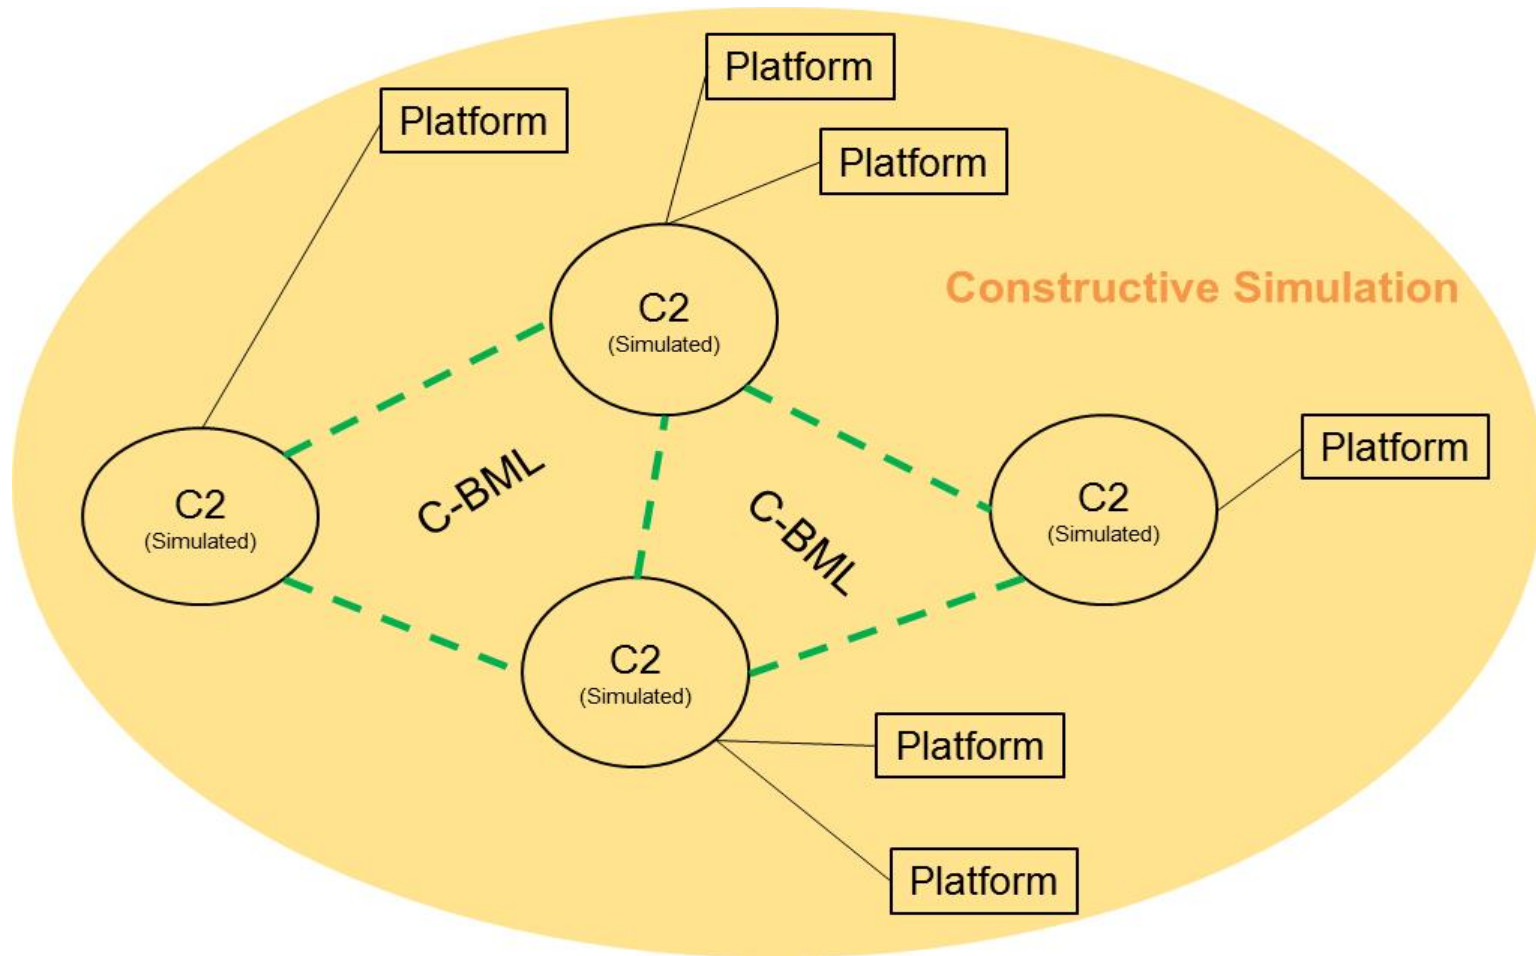 Platform
Platform
Platform
Constructive Simulation
C2
(Simulated)
Platform
C-BML
C2
(Simulated)
C-BML
C2
(Simulated)
C2
(Simulated)
Platform
Platform